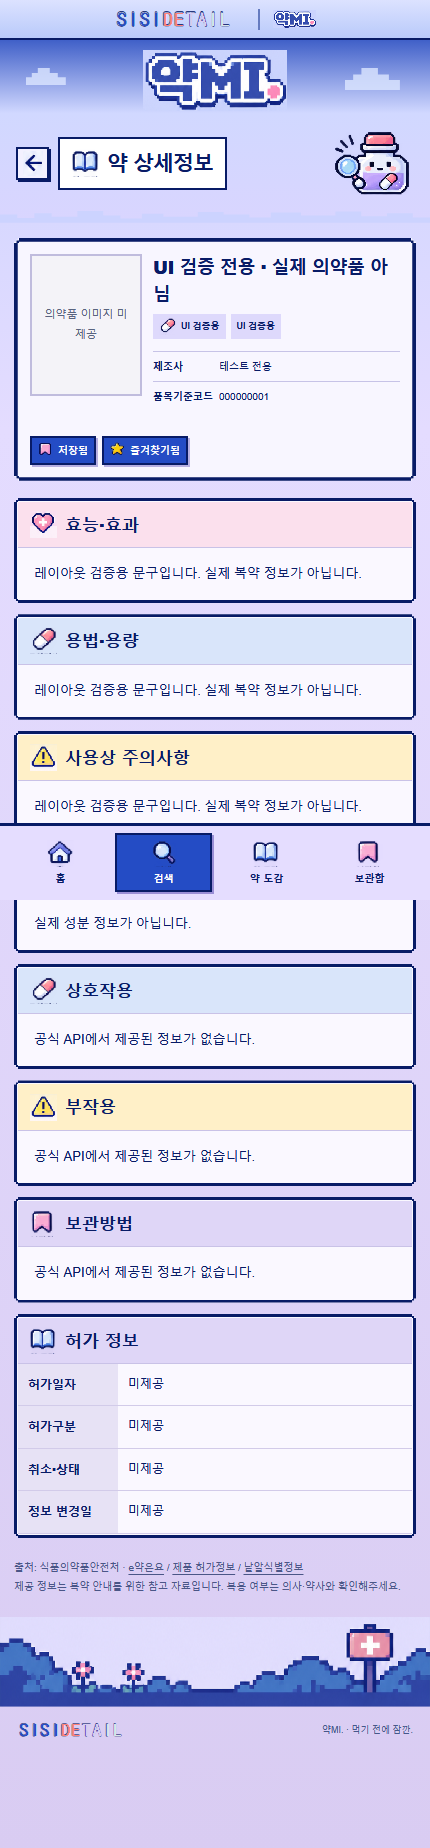 SISIDETAIL 약MI.
약MI.
약 상세정보
의약품 이미지 미
제공
UI 검증 전용 · 실제 의약품 아
님
UI 검증용 UI 검증용
제조사 테스트 전용
품목기준코드 000000001
저장됨 즐겨찾기됨
효능·효과
레이아웃 검증용 문구입니다. 실제 복약 정보가 아닙니다.
용법·용량
레이아웃 검증용 문구입니다. 실제 복약 정보가 아닙니다.
사용상 주의사항
레이아웃 검증용 문구입니다. 실제 복약 정보가 아닙니다.
홈 검색 약 도감 보관함
실제 성분 정보가 아닙니다.
상호작용
공식 API에서 제공된 정보가 없습니다.
부작용
공식 API에서 제공된 정보가 없습니다.
보관방법
공식 API에서 제공된 정보가 없습니다.
허가 정보
허가일자 미제공
허가구분 미제공
취소·상태 미제공
정보 변경일 미제공
출처: 식품의약품안전처 · e약은요 / 제품 허가정보 / 낱알식별정보
제공 정보는 복약 안내를 위한 참고 자료입니다. 복용 여부는 의사·약사와 확인해주세요.
SISIDETAIL 약MI. · 먹기 전에 잠깐.